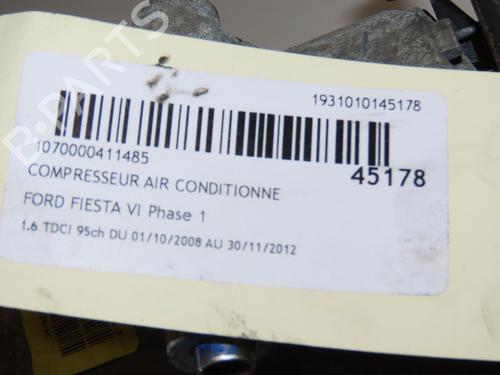 B-PARTS
1931010145178
1070000411485
45178
COMPRESSEUR AIR CONDITIONNE
FORD FIESTA VI Phase 1
1.6 TDCI 95ch DU 01/10/2008 AU 30/11/2012